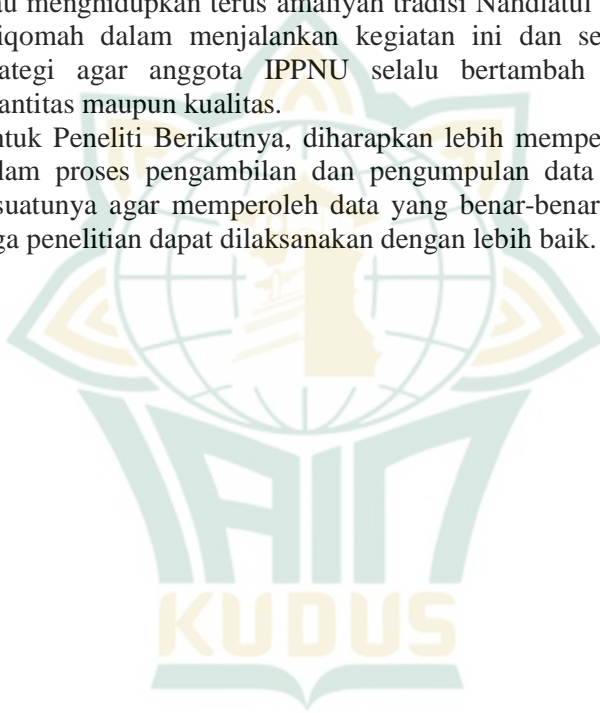 au menghidupkan terus amaliyah tradisi Nahdlatul
iqomah dalam menjalankan kegiatan ini dan se
ategi agar anggota IPPNU selalu bertambah
antitas maupun kualitas.
ntuk Peneliti Berikutnya, diharapkan lebih mempe
alam proses pengambilan dan pengumpulan data
suatunya agar memperoleh data yang benar-benar
ga penelitian dapat dilaksanakan dengan lebih baik.
IAIN
KUDUS